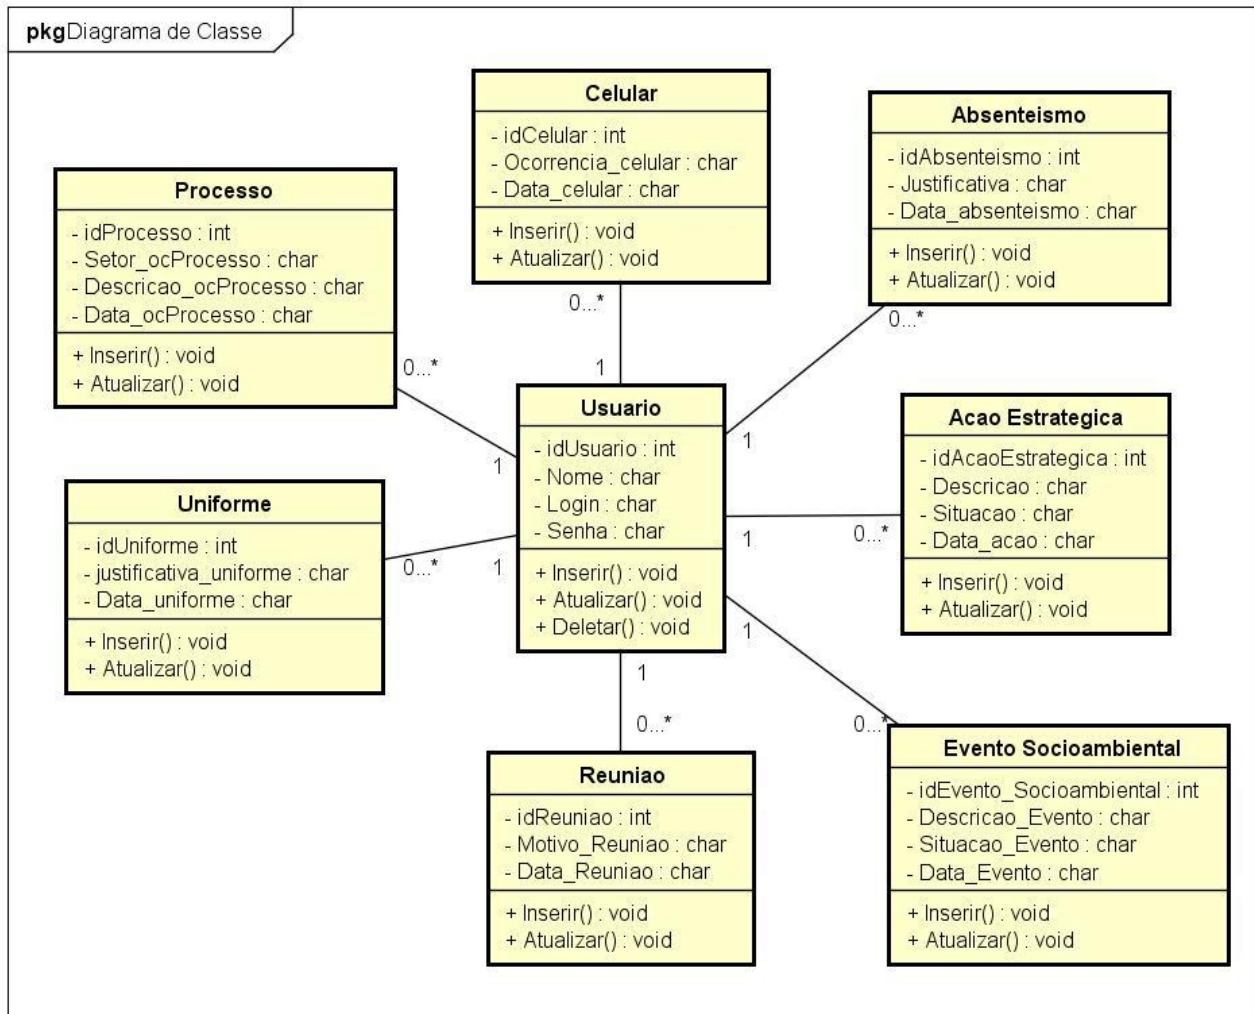 pkgDiagrama de Classe
Celular
- idCelular : int
- Ocorrencia_celular : char
- Data_celular : char
+ Inserir() : void
+ Atualizar() : void
0...*
1
Absenteismo
- idAbsenteismo : int
- Justificativa : char
- Data_absenteismo : char
+ Inserir() : void
+ Atualizar() : void
0...*
1
Processo
- idProcesso : int
- Setor_ocProcesso : char
- Descricao_ocProcesso : char
- Data_ocProcesso : char
+ Inserir() : void
+ Atualizar() : void
0...*
1
Usuario
- idUsuario : int
- Nome : char
- Login : char
- Senha : char
+ Inserir() : void
+ Atualizar() : void
+ Deletar() : void
Acao Estrategica
- idAcaoEstrategica : int
- Descricao : char
- Situacao : char
- Data_acao : char
+ Inserir() : void
+ Atualizar() : void
1
0...*
Uniforme
- idUniforme : int
- justificativa_uniforme : char
- Data_uniforme : char
+ Inserir() : void
+ Atualizar() : void
0...*
1
1
0...*
Reuniao
- idReuniao : int
- Motivo_Reuniao : char
- Data_Reuniao : char
+ Inserir() : void
+ Atualizar() : void
1
0...*
Evento Socioambiental
- idEvento_Socioambiental : int
- Descricao_Evento : char
- Situacao_Evento : char
- Data_Evento : char
+ Inserir() : void
+ Atualizar() : void